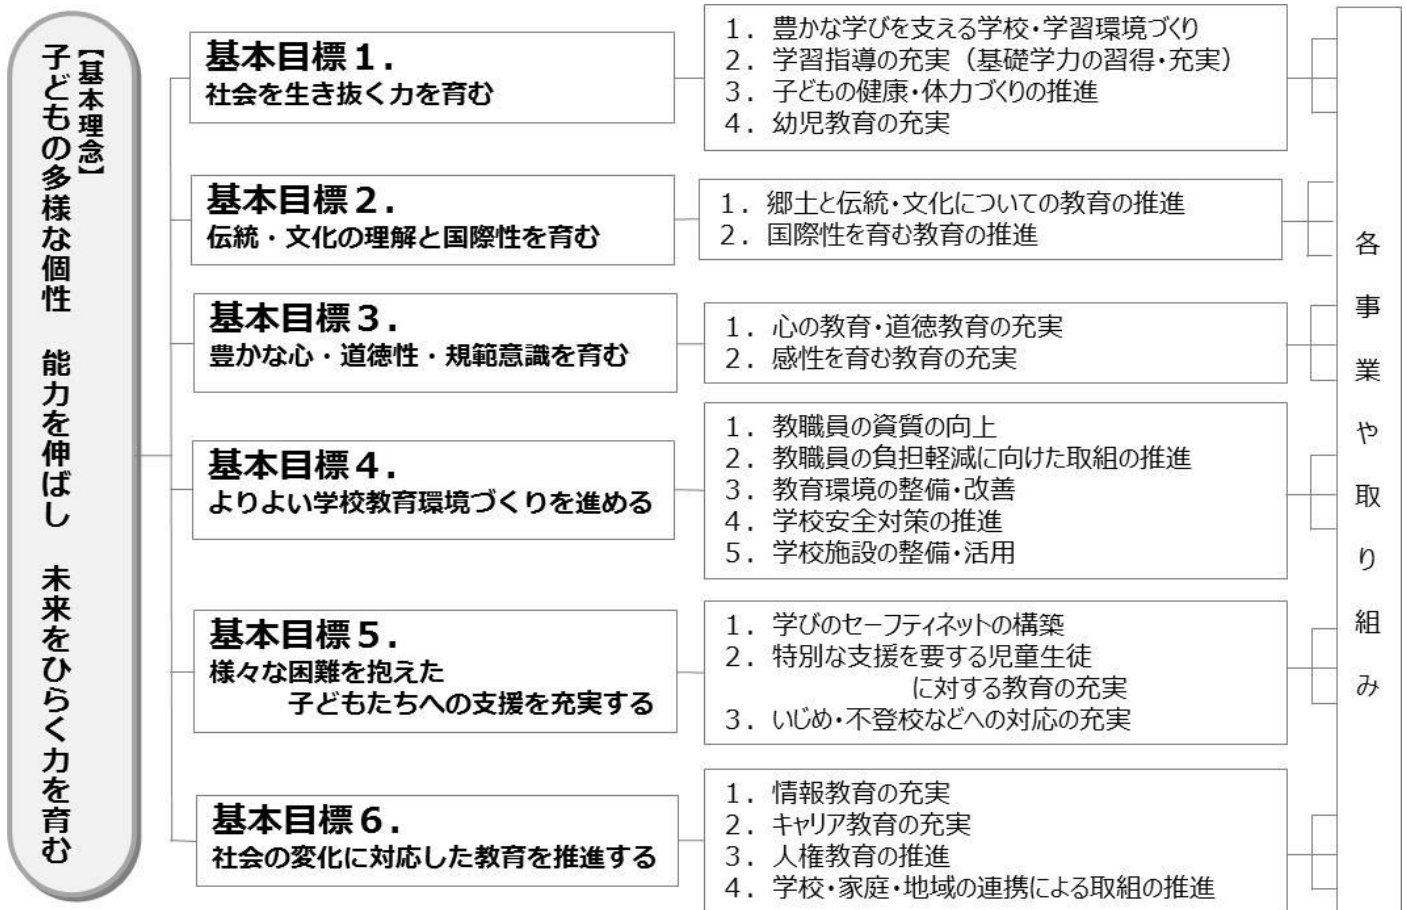 【基本理念】
子どもの多様な個性　能力を伸ばし　未来をひらく力を育む
基本目標１.
社会を生き抜く力を育む
１. 豊かな学びを支える学校・学習環境づくり
２. 学習指導の充実（基礎学力の習得・充実）
３. 子どもの健康・体力づくりの推進
４. 幼児教育の充実
基本目標２.
伝統・文化の理解と国際性を育む
１. 郷土と伝統・文化についての教育の推進
２. 国際性を育む教育の推進
基本目標３.
豊かな心・道徳性・規範意識を育む
１. 心の教育・道徳教育の充実
２. 感性を育む教育の充実
基本目標４.
よりよい学校教育環境づくりを進める
１. 教職員の資質の向上
２. 教職員の負担軽減に向けた取組の推進
３. 教育環境の整備・改善
４. 学校安全対策の推進
５. 学校施設の整備・活用
基本目標５.
様々な困難を抱えた
子どもたちへの支援を充実する
１. 学びのセーフティネットの構築
２. 特別な支援を要する児童生徒
に対する教育の充実
３. いじめ・不登校などへの対応の充実
基本目標６.
社会の変化に対応した教育を推進する
１. 情報教育の充実
２. キャリア教育の充実
３. 人権教育の推進
４. 学校・家庭・地域の連携による取組の推進
各事業や取り組み